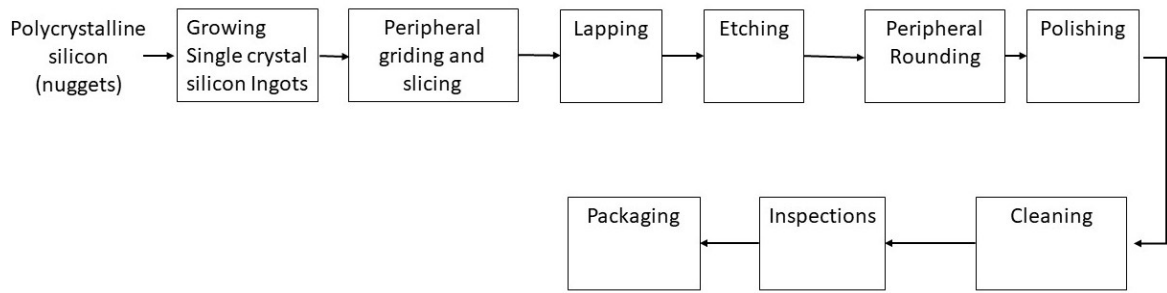 Polycrystalline
silicon
(nuggets)
Growing
Single crystal
silicon Ingots
Peripheral
griding and
slicing
Lapping
Etching
Peripheral
Rounding
Polishing
Cleaning
Inspections
Packaging